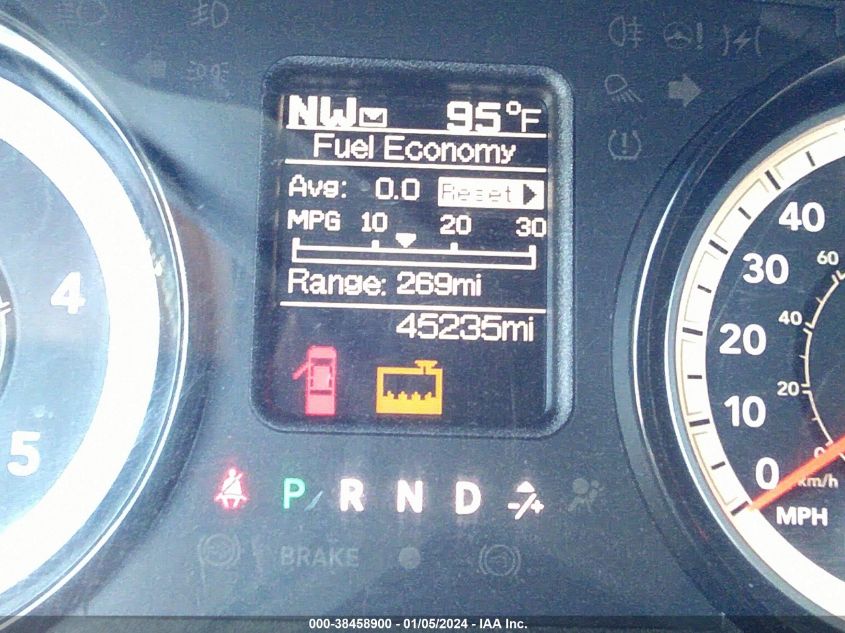 NW 95°F
Fuel Economy
Avg: 0.0 Reset
MPG 10 20 30
Range: 269mi
45235mi
4
5
P R N D -/+
BRAKE
40
30
20
10
0
MPH
60
40
20
0
km/h
000-38458900 - 01/05/2024 - IAA Inc.